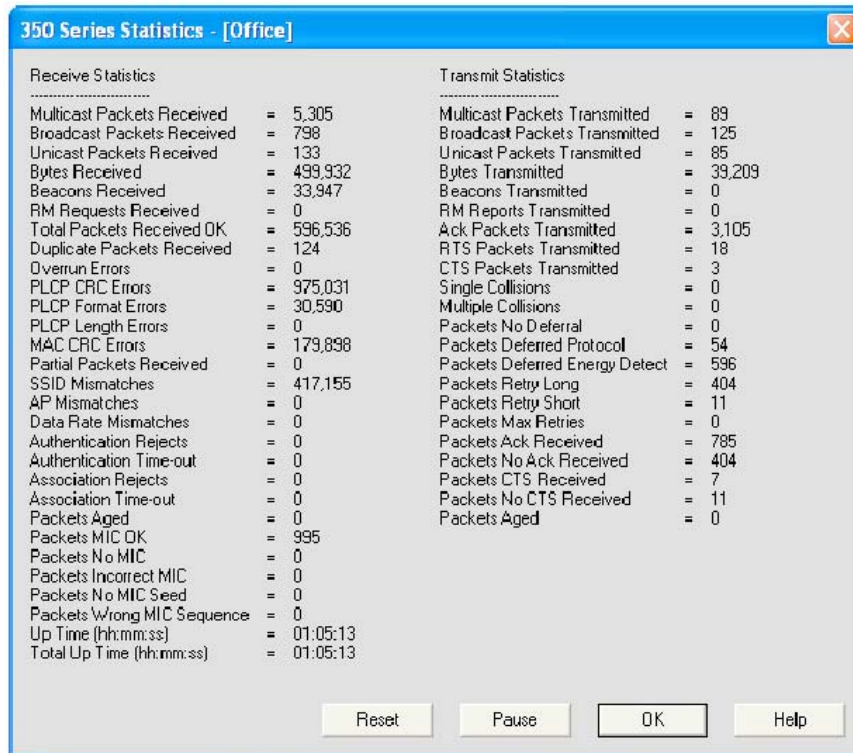 350 Series Statistics - [Office]
Receive Statistics
----------------------------
Multicast Packets Received = 5,305
Broadcast Packets Received = 798
Unicast Packets Received = 133
Bytes Received = 499,932
Beacons Received = 33,947
RM Requests Received = 0
Total Packets Received OK = 596,536
Duplicate Packets Received = 124
Overrun Errors = 0
PLCP CRC Errors = 975,031
PLCP Format Errors = 30,590
PLCP Length Errors = 0
MAC CRC Errors = 179,898
Partial Packets Received = 0
SSID Mismatches = 417,155
AP Mismatches = 0
Data Rate Mismatches = 0
Authentication Rejects = 0
Authentication Time-out = 0
Association Rejects = 0
Association Time-out = 0
Packets Aged = 0
Packets MIC OK = 995
Packets No MIC = 0
Packets Incorrect MIC = 0
Packets No MIC Seed = 0
Packets Wrong MIC Sequence = 0
Up Time (hh:mm:ss) = 01:05:13
Total Up Time (hh:mm:ss) = 01:05:13
Transmit Statistics
----------------------------
Multicast Packets Transmitted = 89
Broadcast Packets Transmitted = 125
Unicast Packets Transmitted = 85
Bytes Transmitted = 39,209
Beacons Transmitted = 0
RM Reports Transmitted = 0
Ack Packets Transmitted = 3,105
RTS Packets Transmitted = 18
CTS Packets Transmitted = 3
Single Collisions = 0
Multiple Collisions = 0
Packets No Deferral = 0
Packets Deferred Protocol = 54
Packets Deferred Energy Detect = 596
Packets Retry Long = 404
Packets Retry Short = 11
Packets Max Retries = 0
Packets Ack Received = 785
Packets No Ack Received = 404
Packets CTS Received = 7
Packets No CTS Received = 11
Packets Aged = 0
Reset
Pause
OK
Help